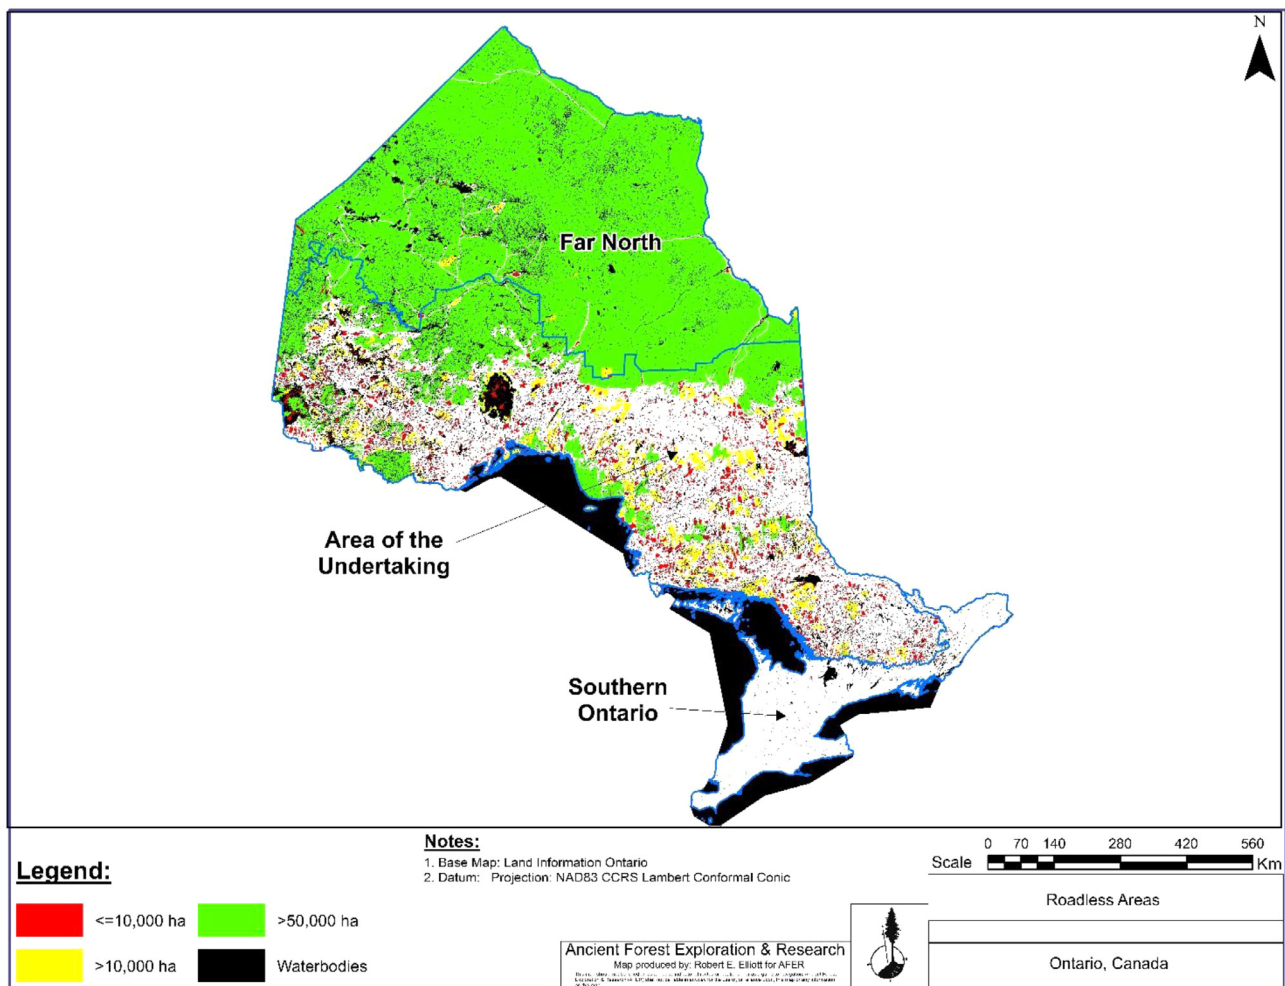 N
Far North
Area of the
Undertaking
Southern
Ontario
Notes:
1. Base Map: Land Information Ontario
2. Datum: Projection: NAD83 CCRS Lambert Conformal Conic
0 70 140 280 420 560
Scale
Km
Legend:
<=10,000 ha
>50,000 ha
>10,000 ha
Waterbodies
Roadless Areas
Ontario, Canada
Ancient Forest Exploration & Research
Map produced by: Robert E. Elliott for AFER